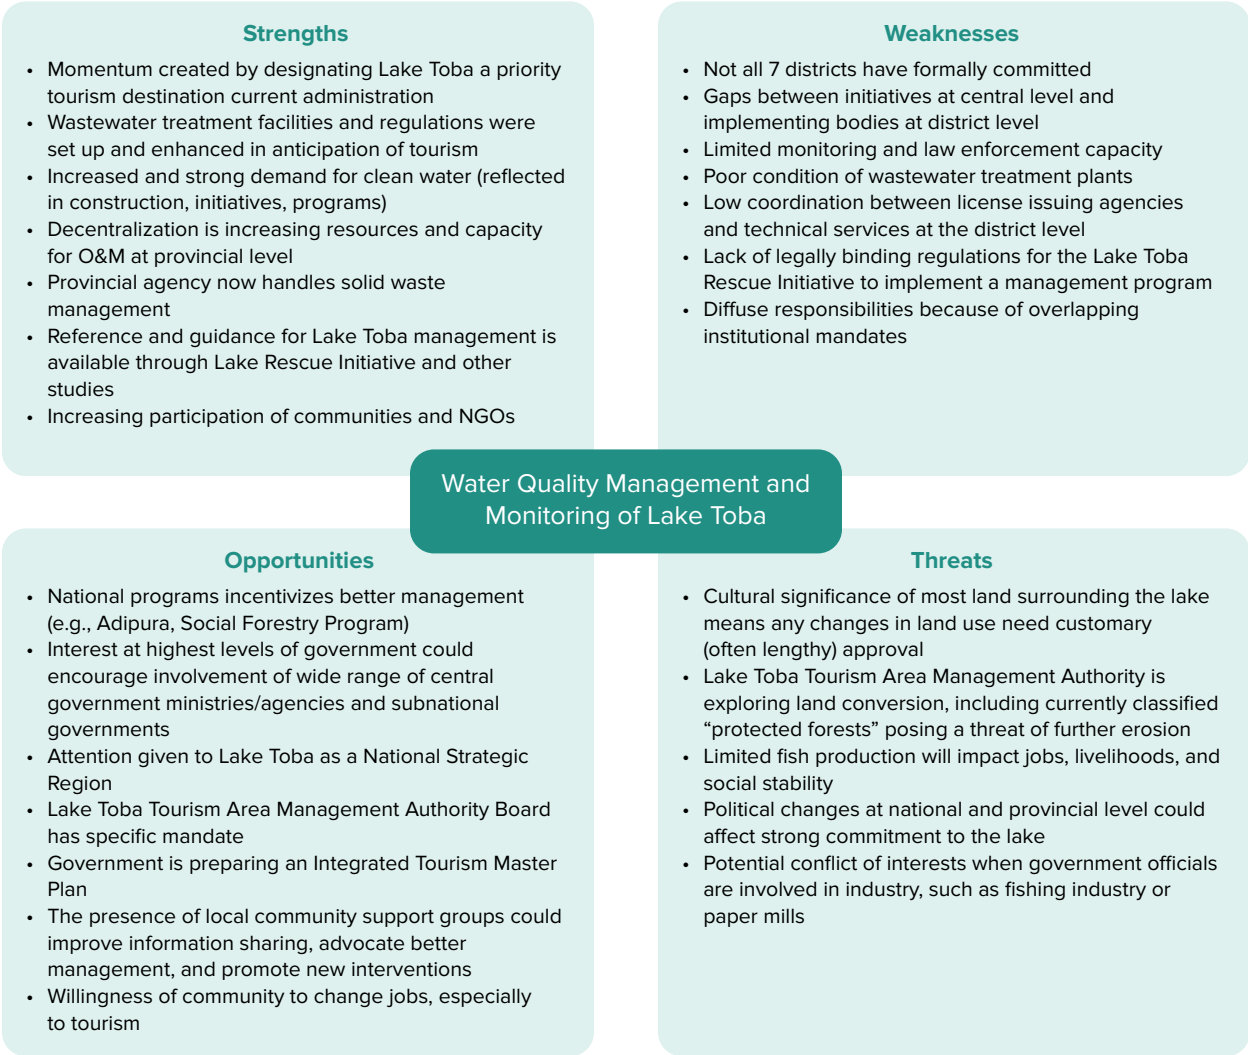 Strengths
• Momentum created by designating Lake Toba a priority
tourism destination current administration
• Wastewater treatment facilities and regulations were
set up and enhanced in anticipation of tourism
• Increased and strong demand for clean water (reflected
in construction, initiatives, programs)
• Decentralization is increasing resources and capacity
for O&M at provincial level
• Provincial agency now handles solid waste
management
• Reference and guidance for Lake Toba management is
available through Lake Rescue Initiative and other
studies
• Increasing participation of communities and NGOs
Weaknesses
• Not all 7 districts have formally committed
• Gaps between initiatives at central level and
implementing bodies at district level
• Limited monitoring and law enforcement capacity
• Poor condition of wastewater treatment plants
• Low coordination between license issuing agencies
and technical services at the district level
• Lack of legally binding regulations for the Lake Toba
Rescue Initiative to implement a management program
• Diffuse responsibilities because of overlapping
institutional mandates
Water Quality Management and
Monitoring of Lake Toba
Opportunities
• National programs incentivizes better management
(e.g., Adipura, Social Forestry Program)
• Interest at highest levels of government could
encourage involvement of wide range of central
government ministries/agencies and subnational
governments
• Attention given to Lake Toba as a National Strategic
Region
• Lake Toba Tourism Area Management Authority Board
has specific mandate
• Government is preparing an Integrated Tourism Master
Plan
• The presence of local community support groups could
improve information sharing, advocate better
management, and promote new interventions
• Willingness of community to change jobs, especially
to tourism
Threats
• Cultural significance of most land surrounding the lake
means any changes in land use need customary
(often lengthy) approval
• Lake Toba Tourism Area Management Authority is
exploring land conversion, including currently classified
“protected forests” posing a threat of further erosion
• Limited fish production will impact jobs, livelihoods, and
social stability
• Political changes at national and provincial level could
affect strong commitment to the lake
• Potential conflict of interests when government officials
are involved in industry, such as fishing industry or
paper mills